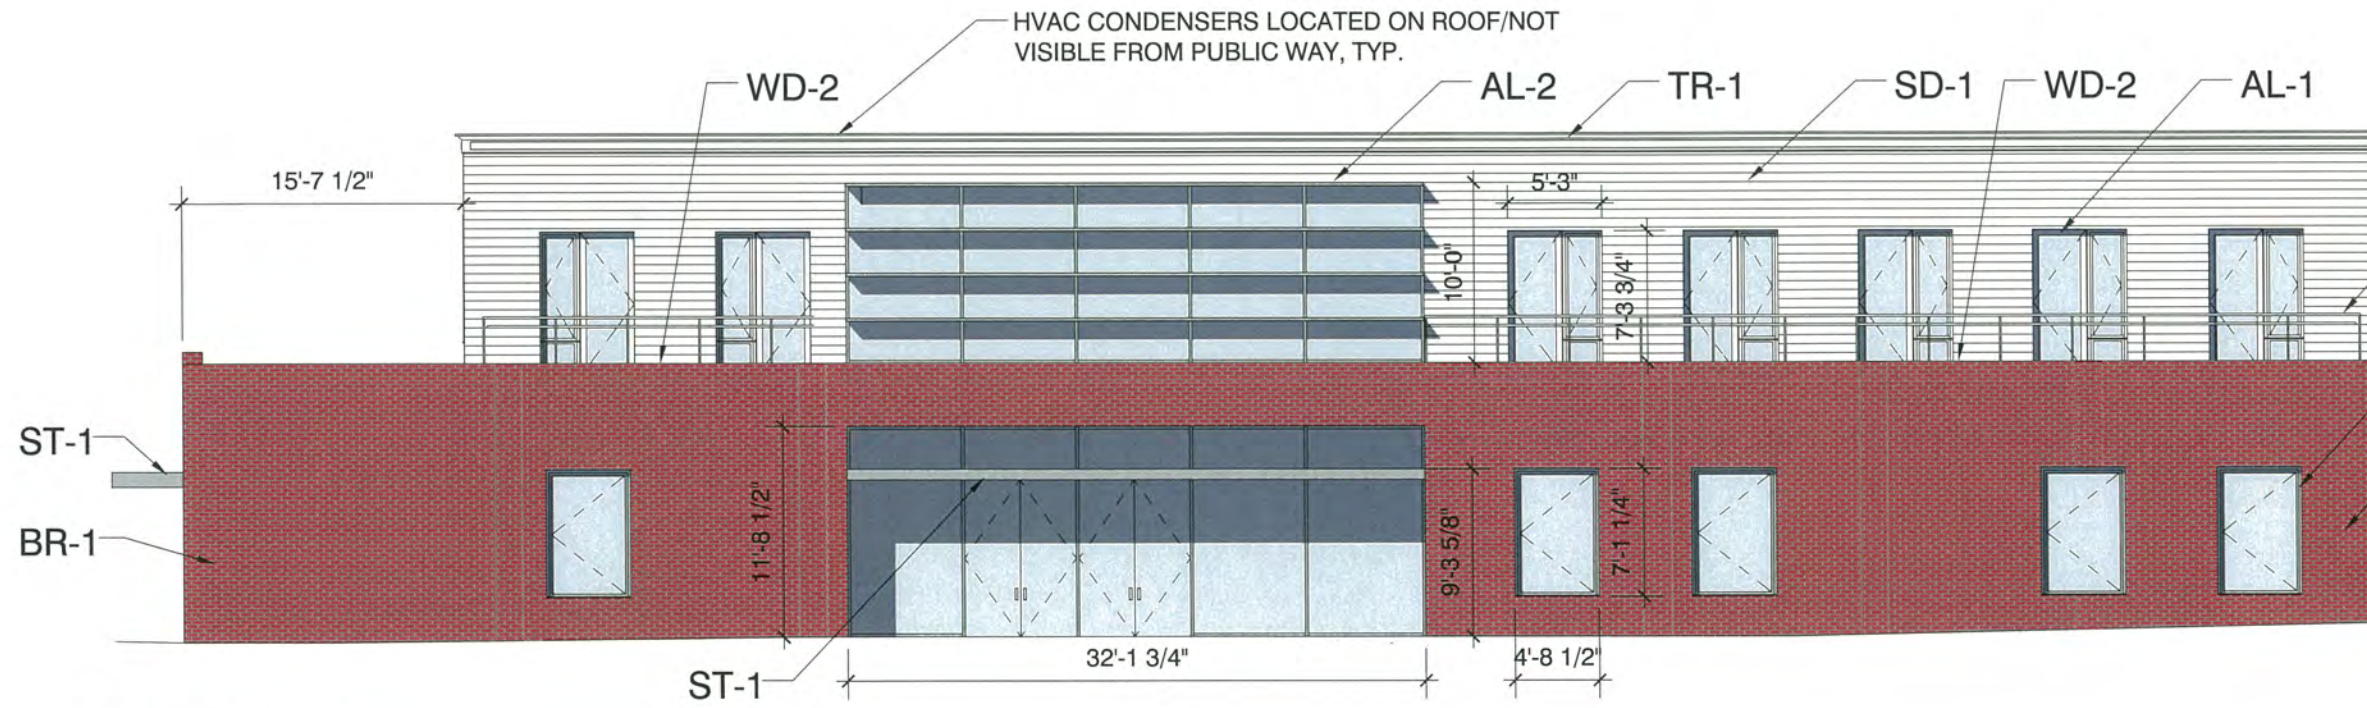 HVAC CONDENSERS LOCATED ON ROOF/NOT
VISIBLE FROM PUBLIC WAY, TYP.
WD-2
AL-2
TR-1
SD-1
WD-2
AL-1
15'-7 1/2"
5'-3"
10'-0"
7'-3 3/4"
ST-1
BR-1
11'-8 1/2"
9'-3 5/8"
7'-1 1/4"
32'-1 3/4"
4'-8 1/2"
ST-1